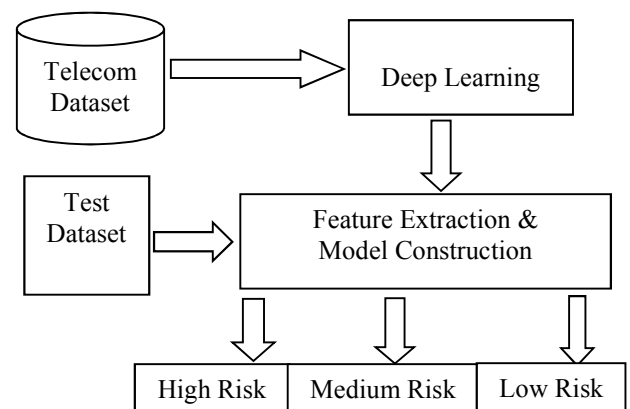 Telecom
Dataset
Deep Learning
Test
Dataset
Feature Extraction &
Model Construction
High Risk
Medium Risk
Low Risk